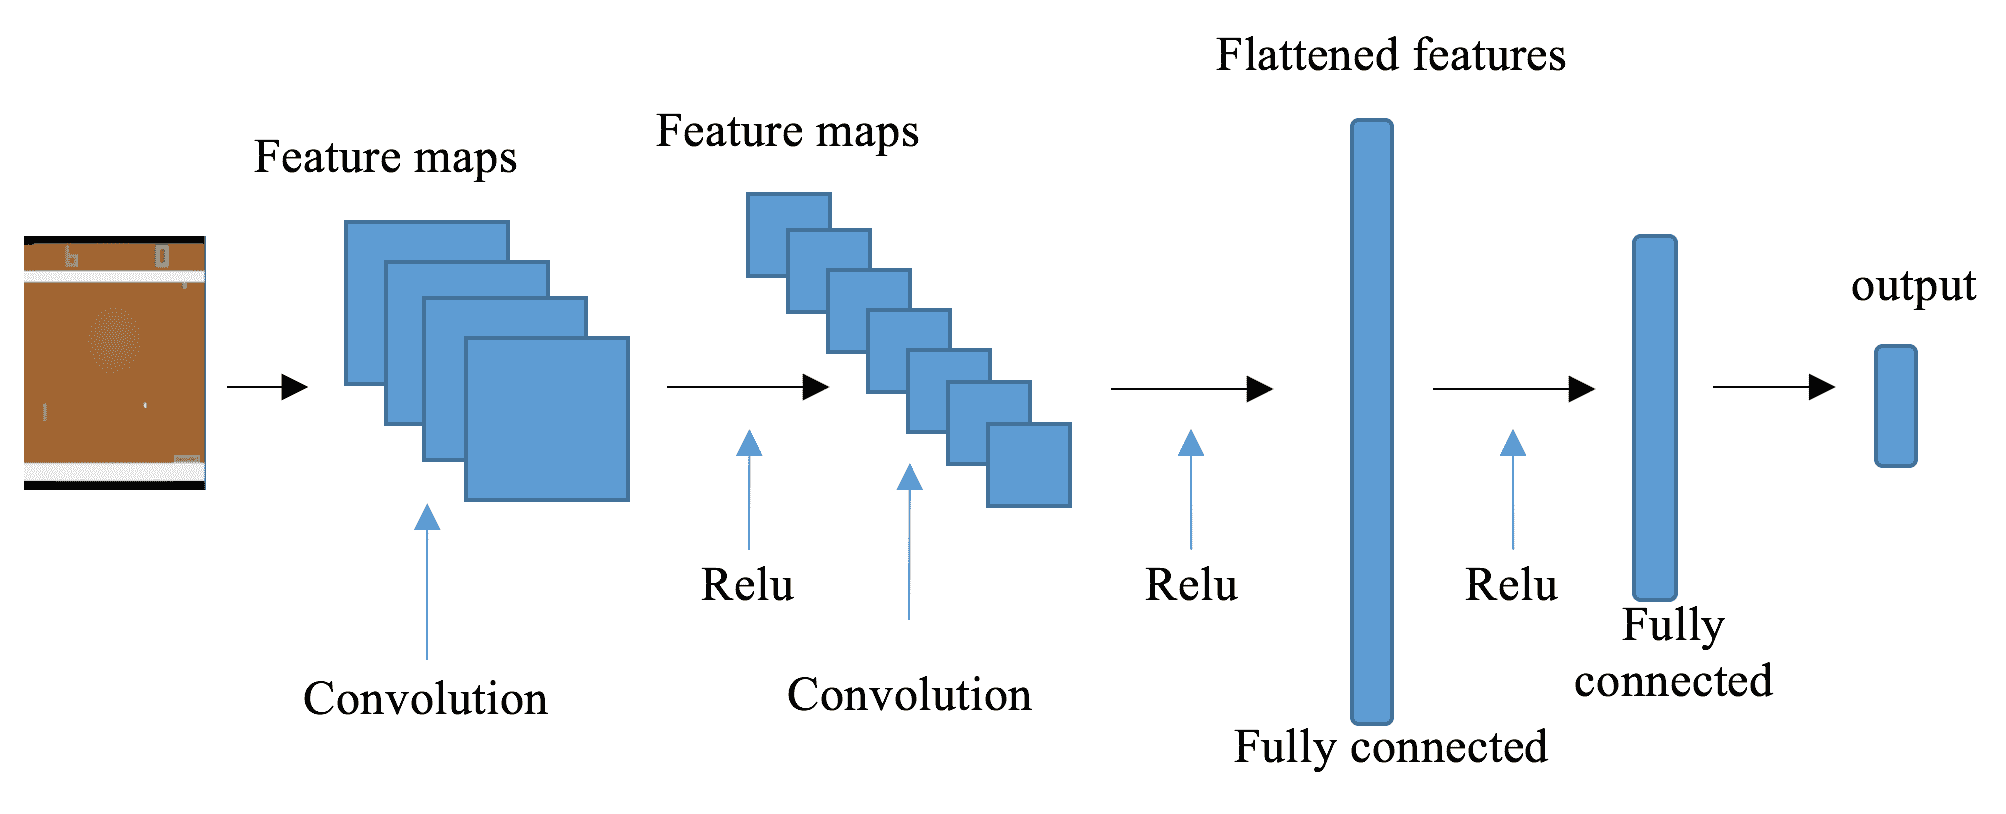 Flattened features
Feature maps
Feature maps
output
Relu
Relu
Relu
Convolution
Convolution
Fully connected
Fully
connected